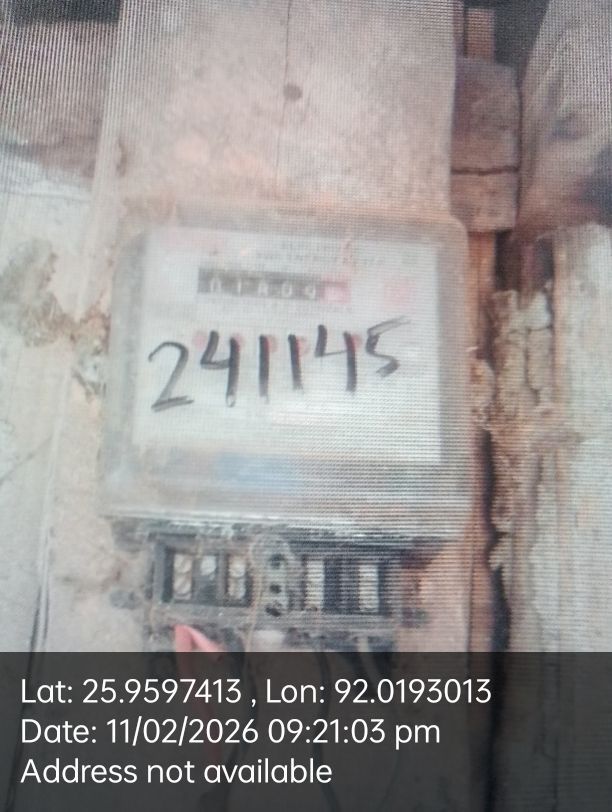 241145
Lat: 25.9597413 , Lon: 92.0193013
Date: 11/02/2026 09:21:03 pm
Address not available